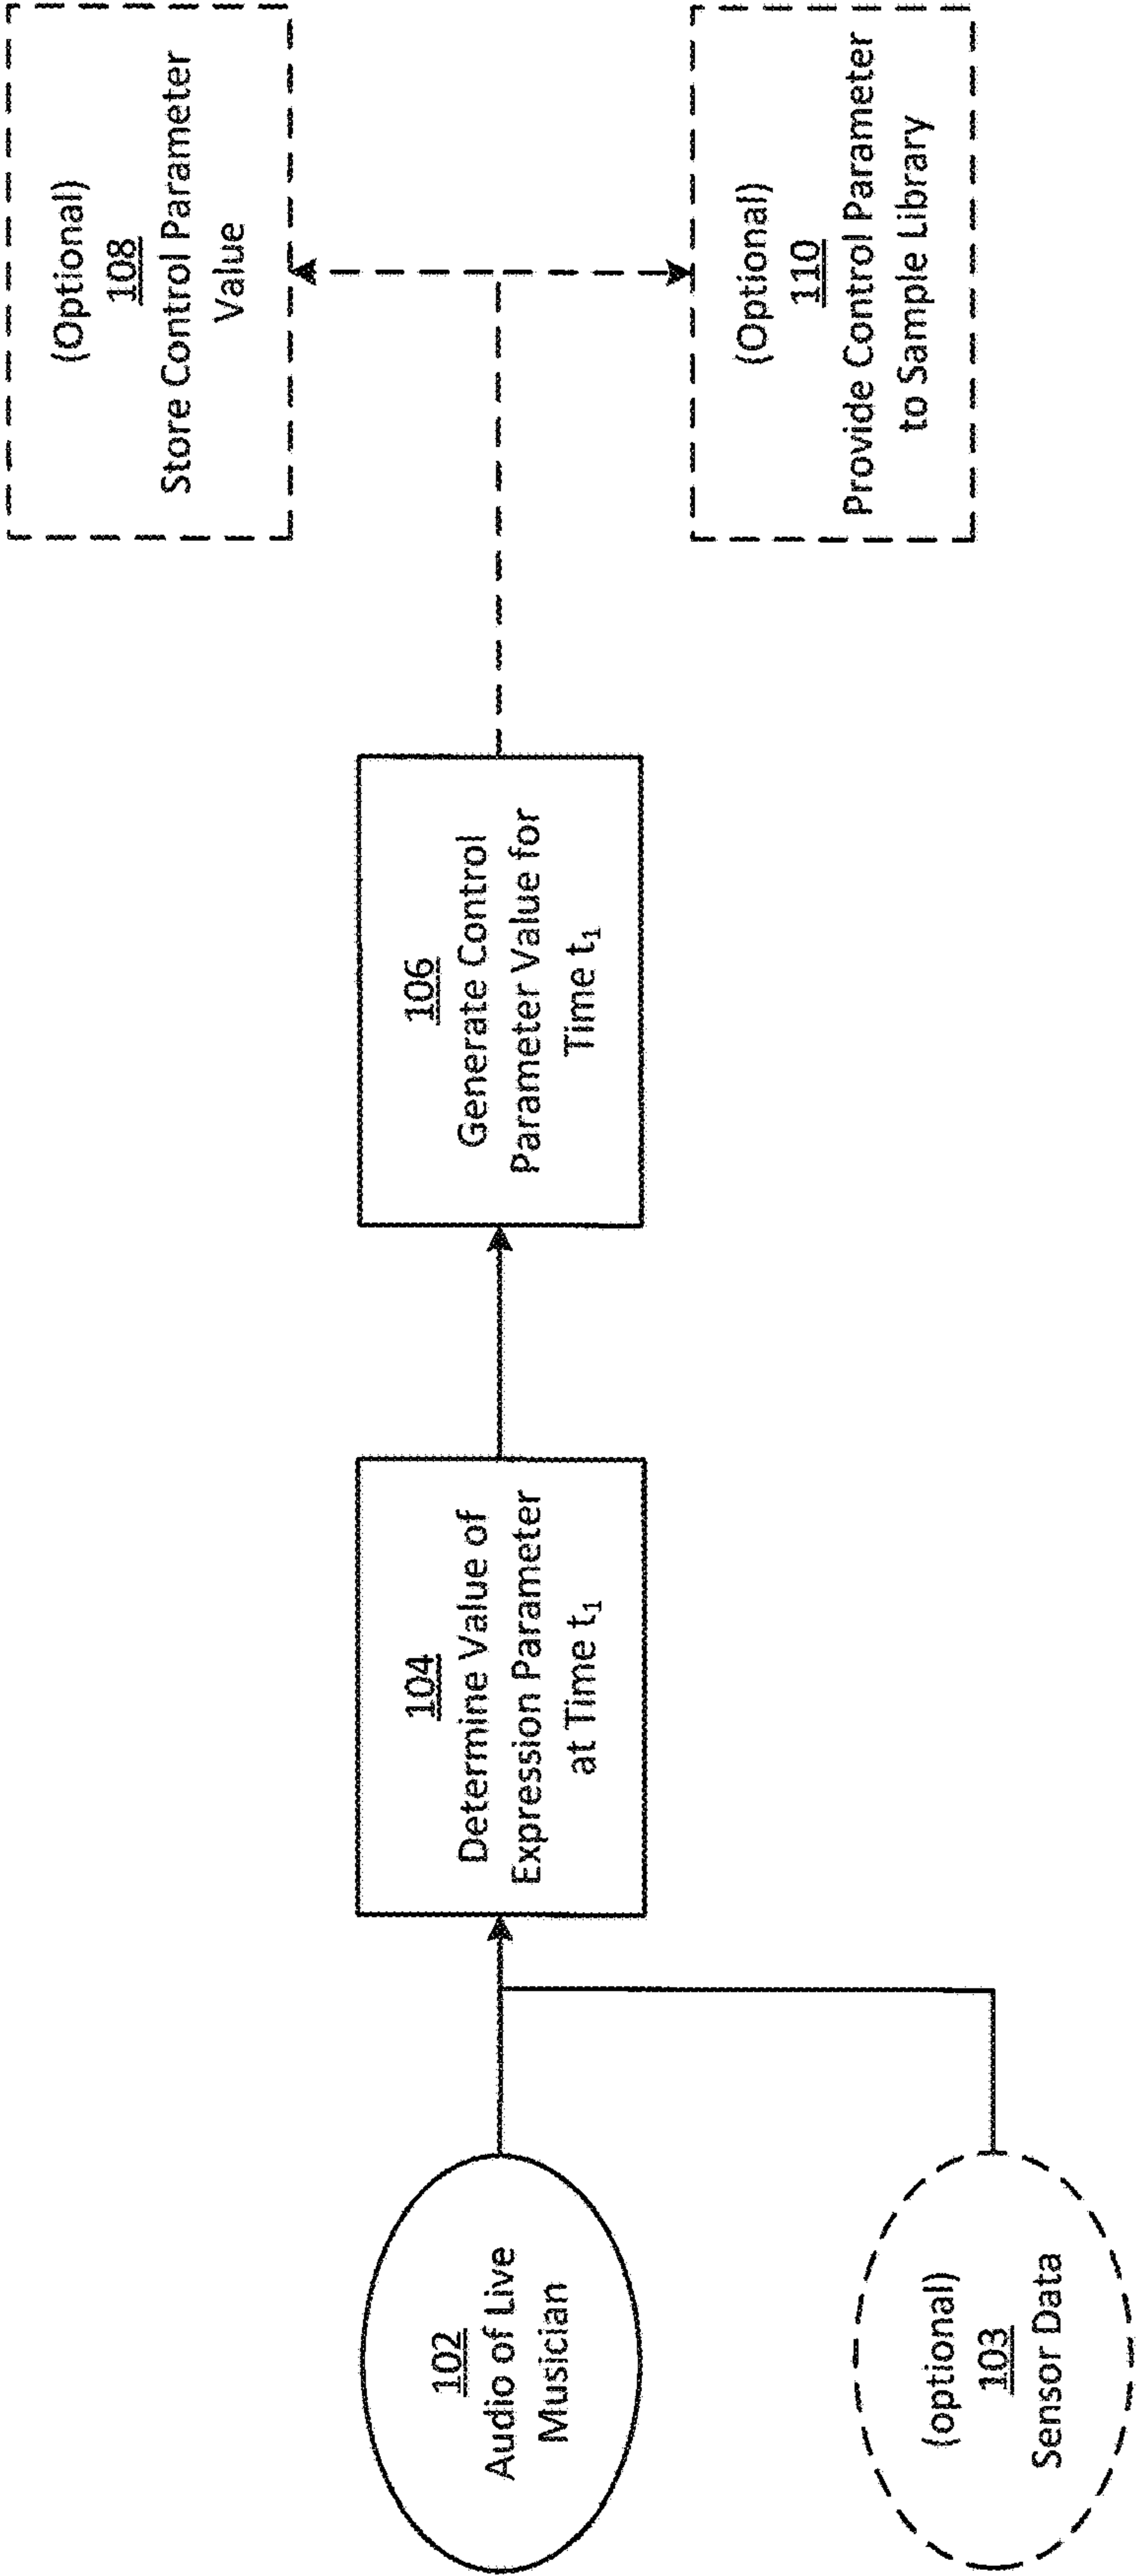 102
Audio of Live
Musician
(optional)
103
Sensor Data
104
Determine Value of
Expression Parameter
at Time t₁
106
Generate Control
Parameter Value for
Time t₁
(Optional)
108
Store Control Parameter
Value
(Optional)
110
Provide Control Parameter
to Sample Library